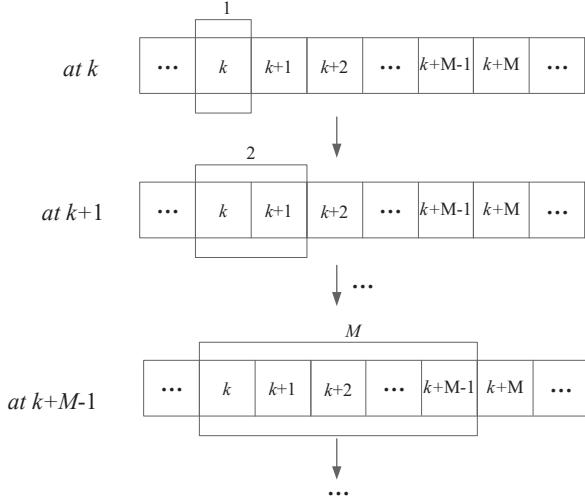 1
at k ••• k k+1 k+2 ••• k+M-1 k+M •••
2
at k+1 ••• k k+1 k+2 ••• k+M-1 k+M •••
•••
M
at k+M-1 ••• k k+1 k+2 ••• k+M-1 k+M •••
•••